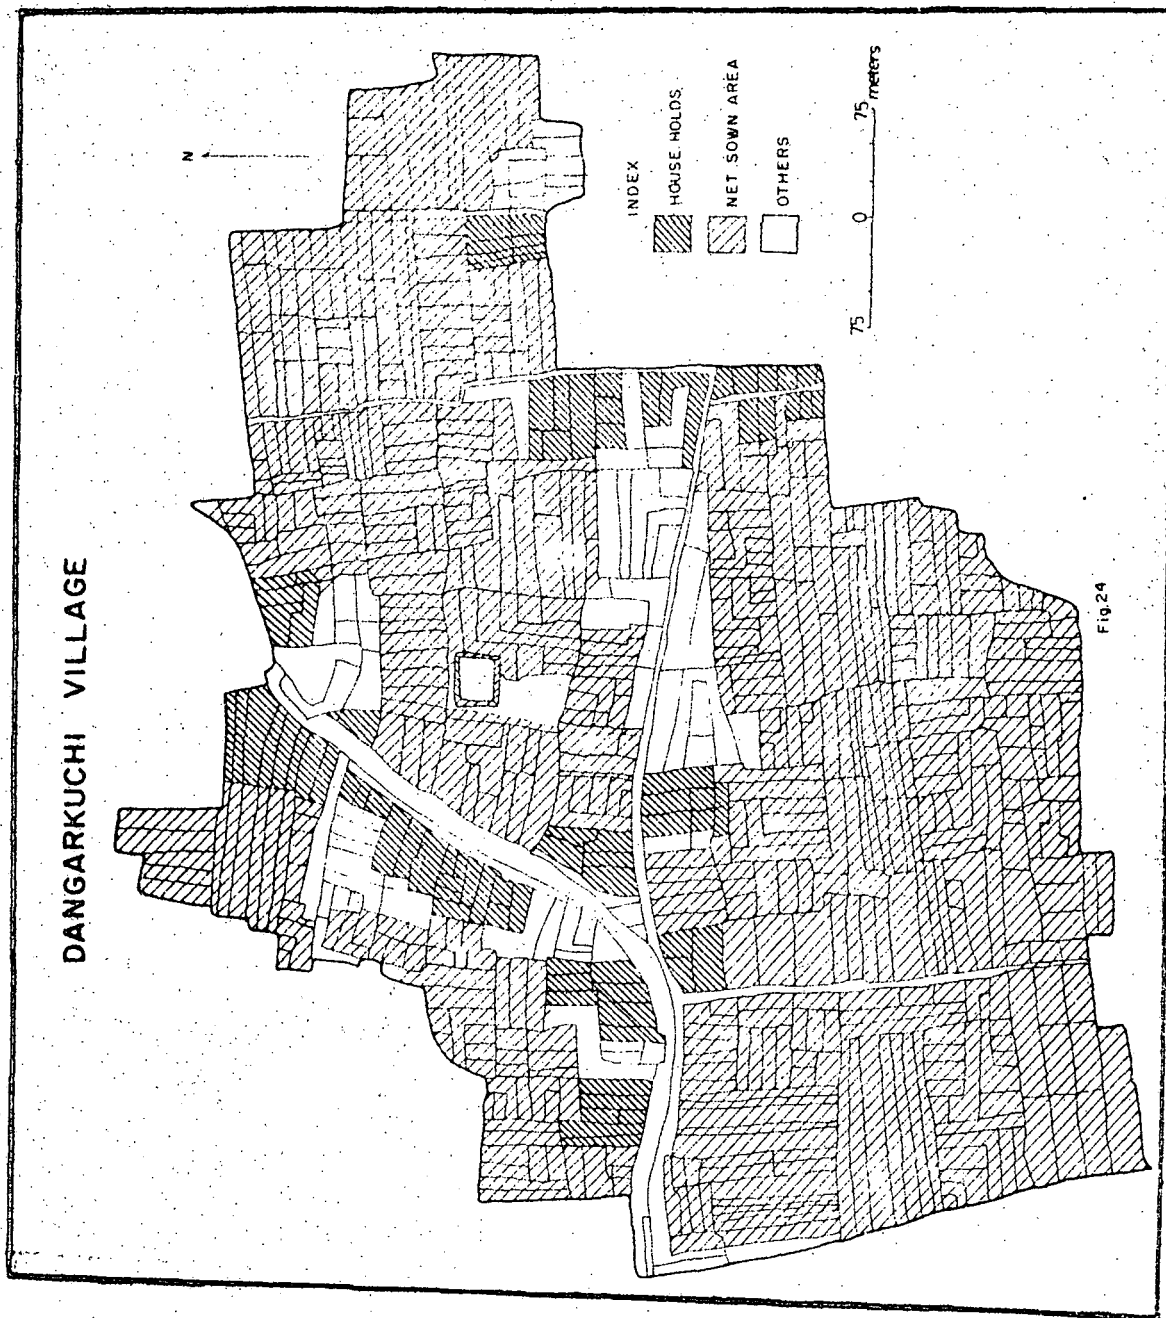 DANGARKUCHI VILLAGE
N
INDEX
HOUSE HOLDS
NET SOWN AREA
OTHERS
75 0 75 meters
Fig.24